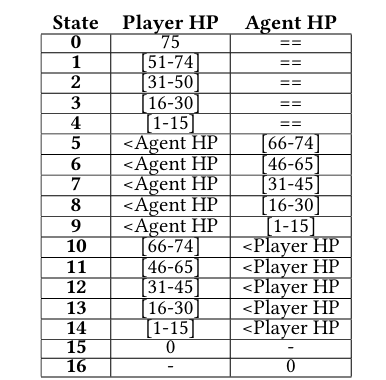 State Player HP Agent HP
0 75 ==
1 [51-74] ==
2 [31-50] ==
3 [16-30] ==
4 [1-15] ==
5 <Agent HP [66-74]
6 <Agent HP [46-65]
7 <Agent HP [31-45]
8 <Agent HP [16-30]
9 <Agent HP [1-15]
10 [66-74] <Player HP
11 [46-65] <Player HP
12 [31-45] <Player HP
13 [16-30] <Player HP
14 [1-15] <Player HP
15 0 -
16 - 0